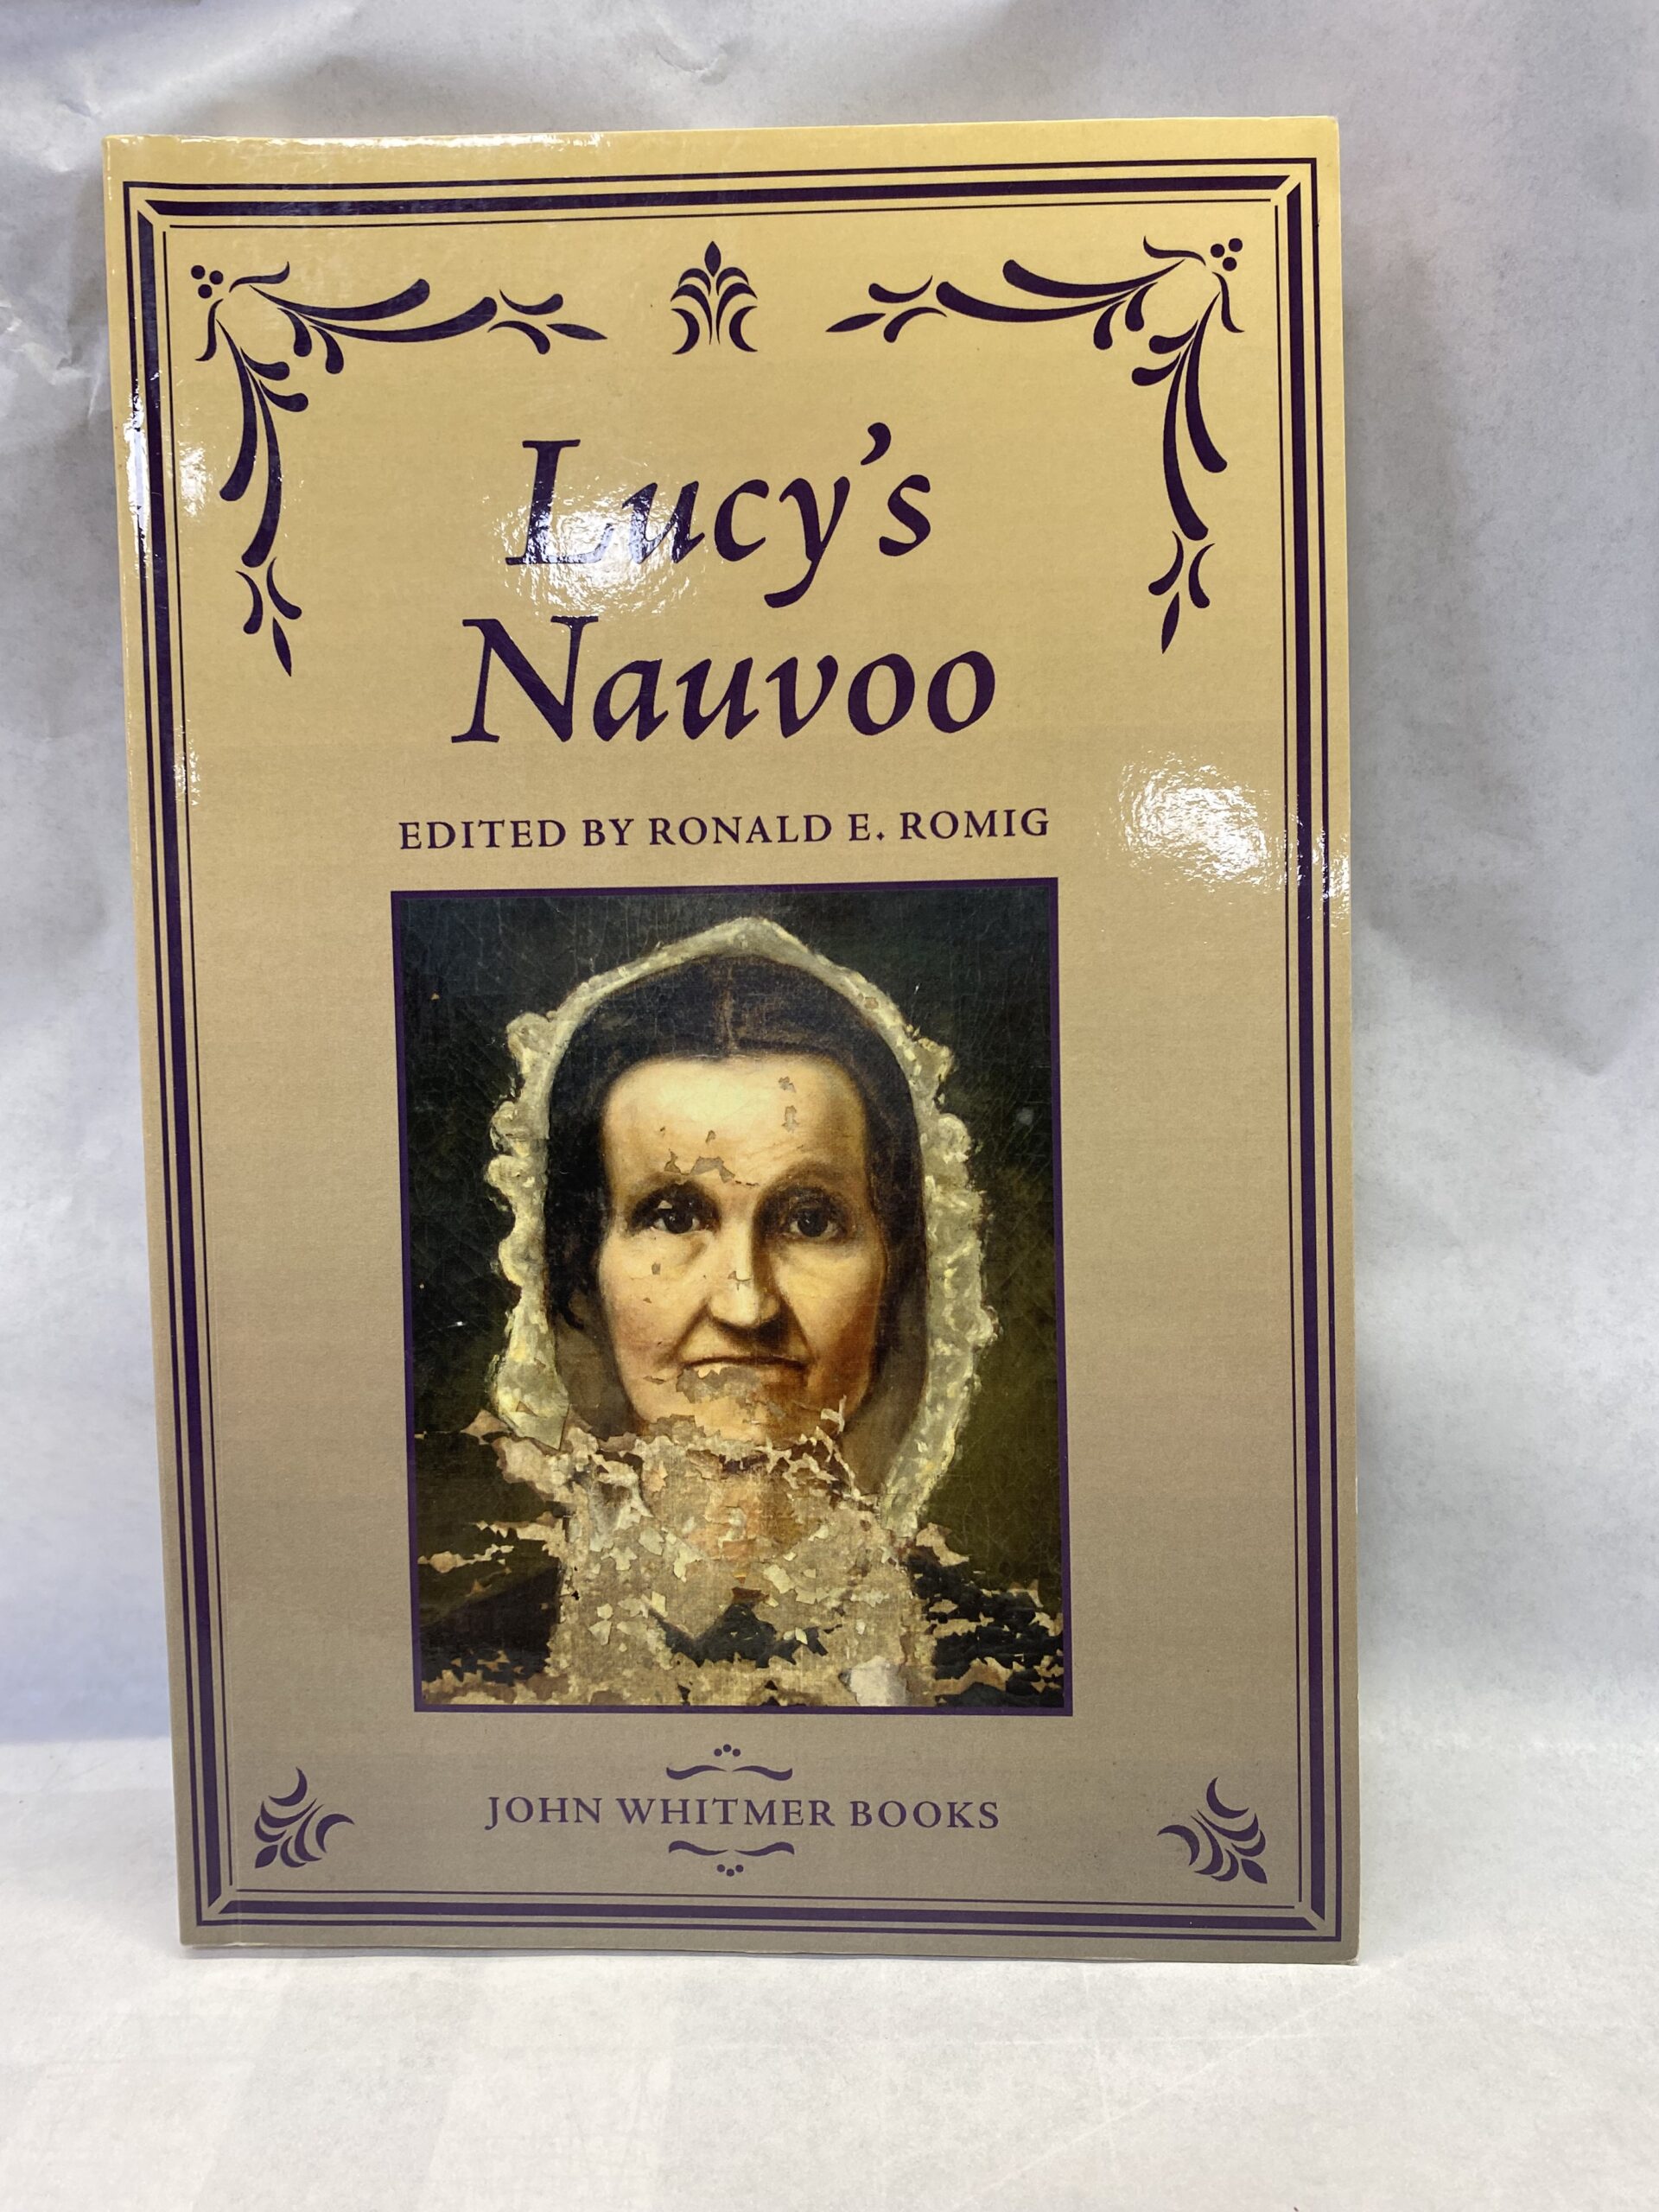 Lucy's
Nauvoo
EDITED BY RONALD E. ROMIG
JOHN WHITMER BOOKS